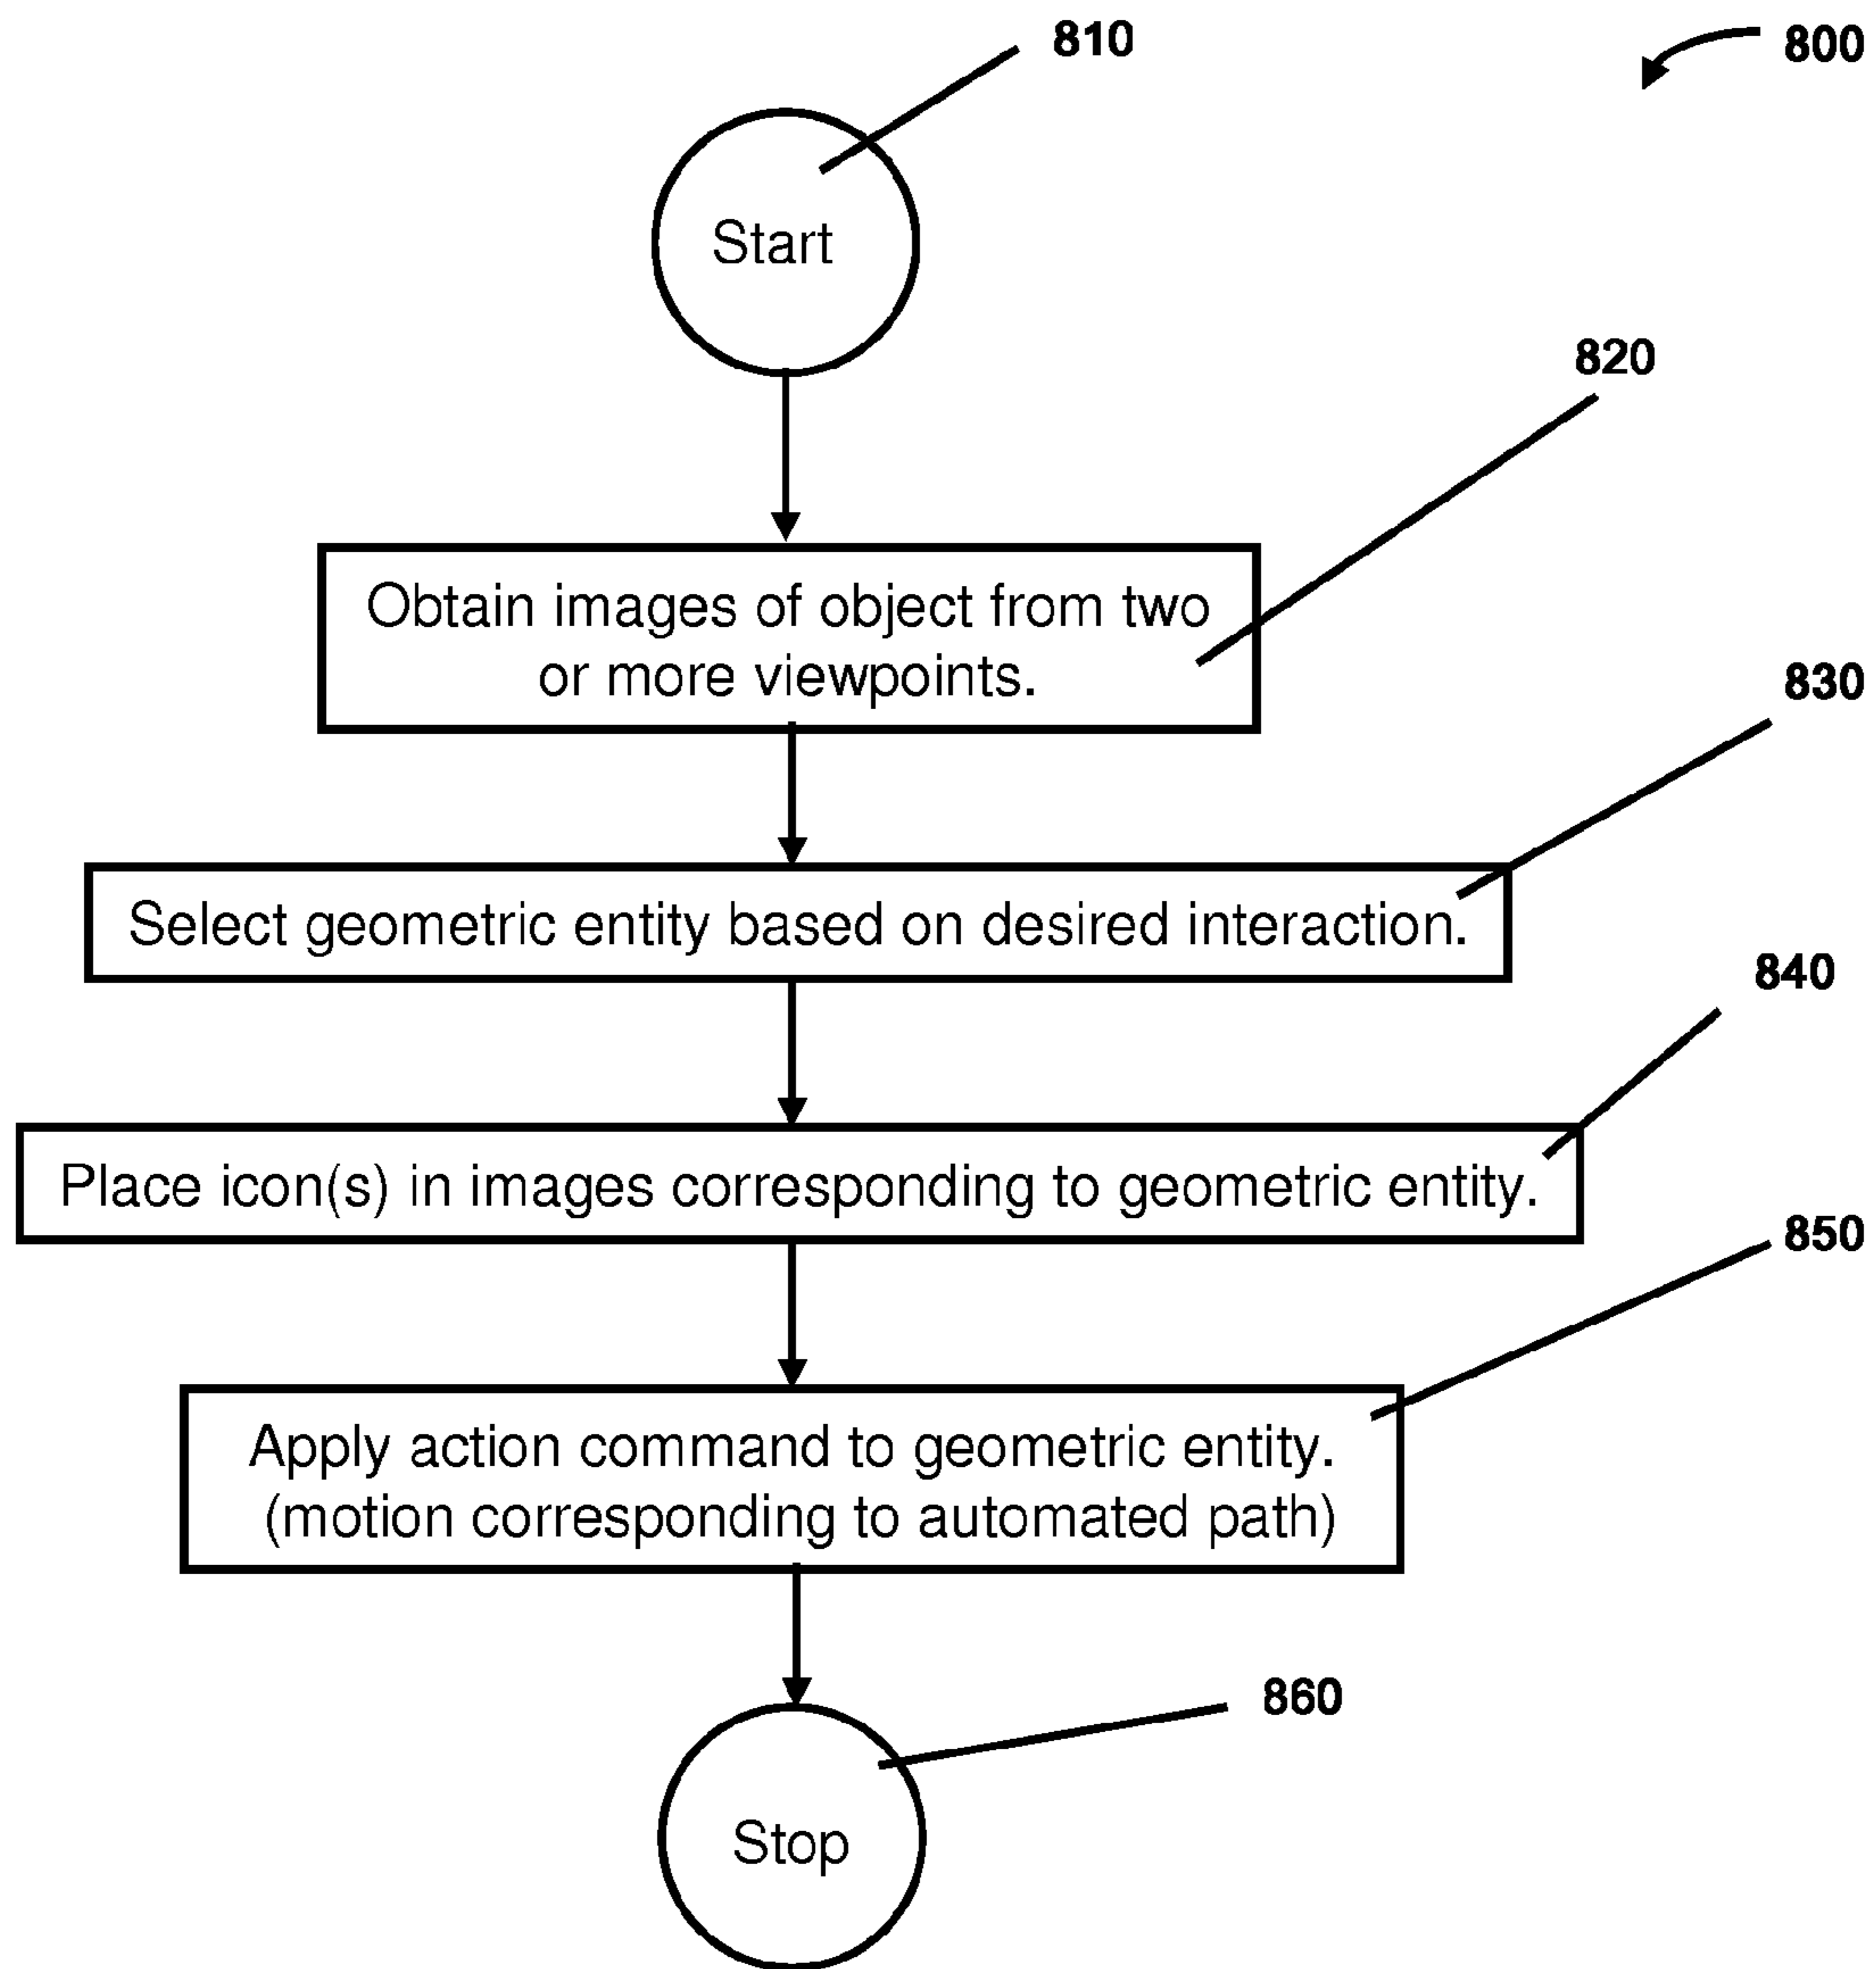 810
800
Start
820
Obtain images of object from two
or more viewpoints.
830
Select geometric entity based on desired interaction.
840
Place icon(s) in images corresponding to geometric entity.
850
Apply action command to geometric entity.
(motion corresponding to automated path)
860
Stop